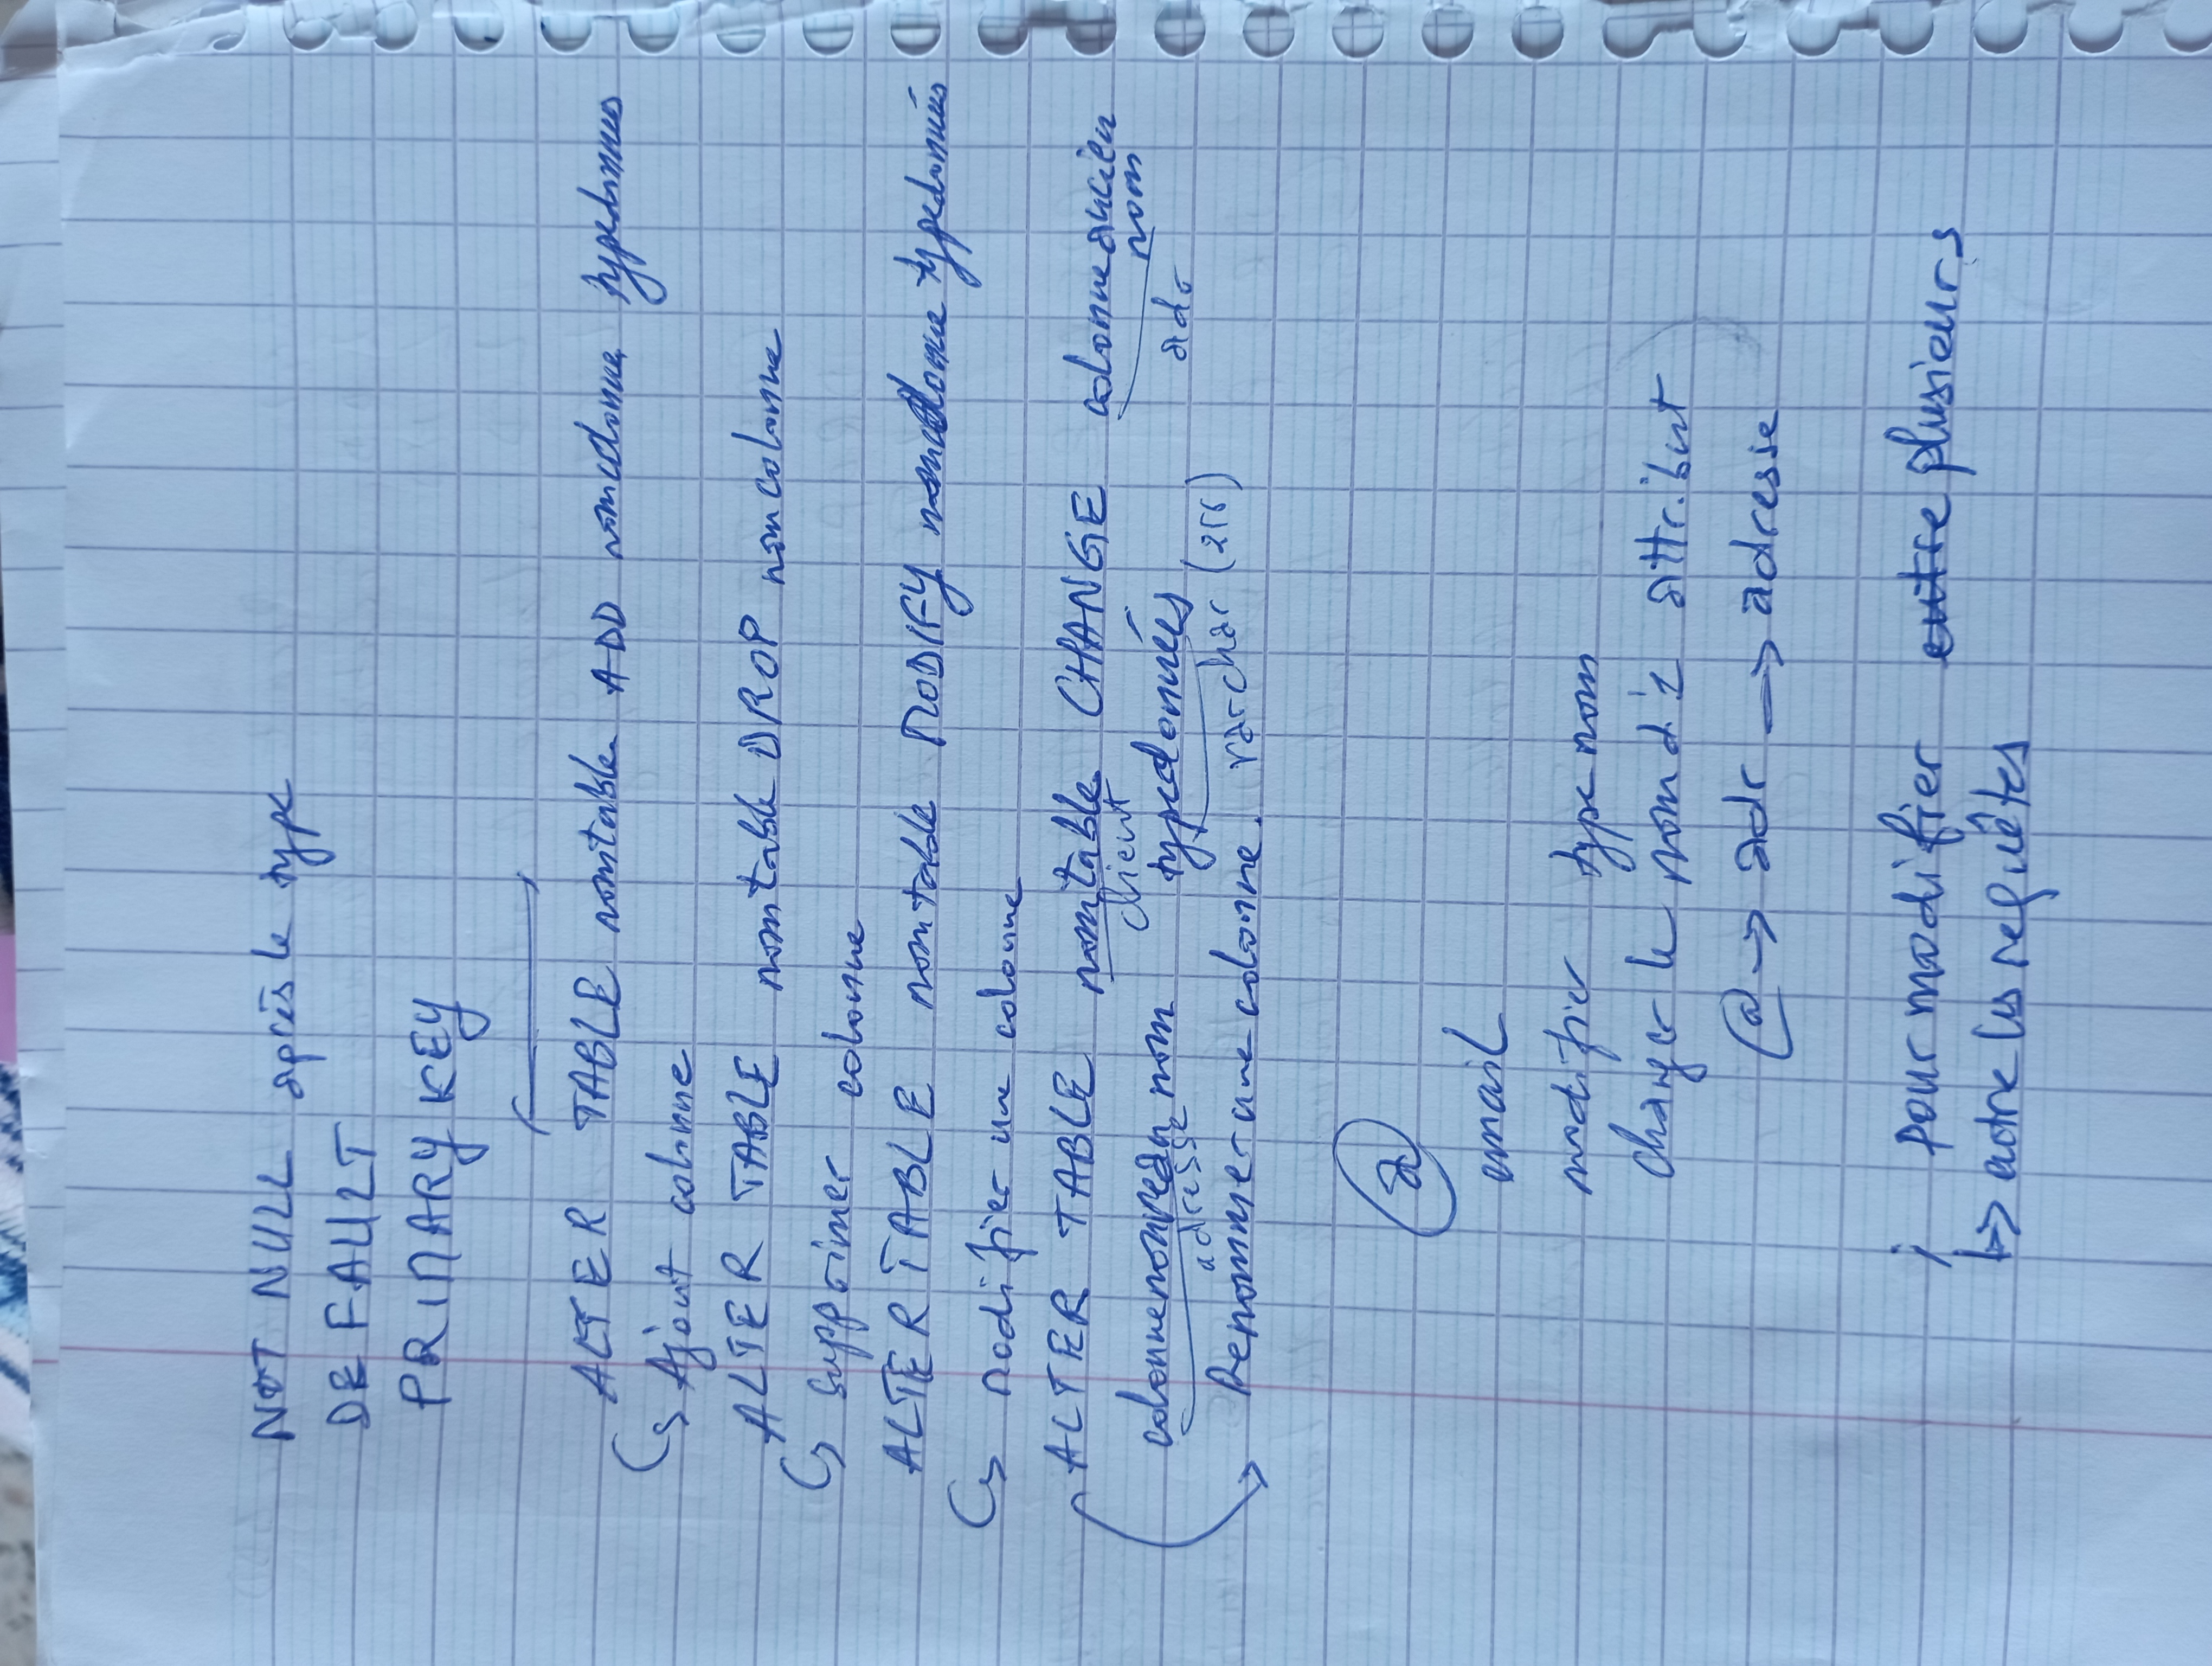 NOT NULL après le type
DEFAULT
PRIMARY KEY
ALTER TABLE nomtable ADD nomcolonne typedonnées
↳ Ajout colonne
ALTER TABLE nomtable DROP nomcolonne
↳ supprimer colonne
ALTER TABLE nomtable MODIFY nomcolonne typedonnées
↳ modifier une colonne
ALTER TABLE nomtable CHANGE colonneancien nom
client
colonnenouveau nom typedonnées
adresse
adr
Renommer une colonne. varchar (255)
a
email
modifier type nom
changer le nom d'1 attribut
@ → adr → adresse
; pour modifier entre plusieurs
↳ entre les requêtes